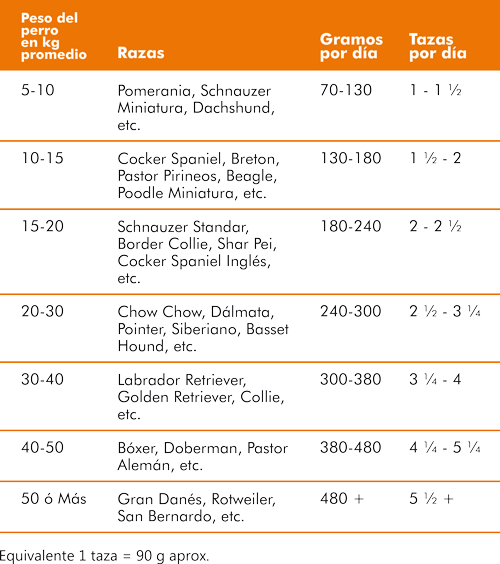 Peso del
perro
en kg
promedio
Razas
Gramos
por día
Tazas
por día
5-10
Pomerania, Schnauzer
Miniatura, Dachshund,
etc.
70-130
1 - 1 ½
10-15
Cocker Spaniel, Breton,
Pastor Pirineos, Beagle,
Poodle Miniatura, etc.
130-180
1 ½ - 2
15-20
Schnauzer Standar,
Border Collie, Shar Pei,
Cocker Spaniel Inglés,
etc.
180-240
2 - 2 ½
20-30
Chow Chow, Dálmata,
Pointer, Siberiano, Basset
Hound, etc.
240-300
2 ½ - 3 ¼
30-40
Labrador Retriever,
Golden Retriever, Collie,
etc.
300-380
3 ¼ - 4
40-50
Bóxer, Doberman, Pastor
Alemán, etc.
380-480
4 ¼ - 5 ¼
50 ó Más
Gran Danés, Rotweiler,
San Bernardo, etc.
480 +
5 ½ +
Equivalente 1 taza = 90 g aprox.